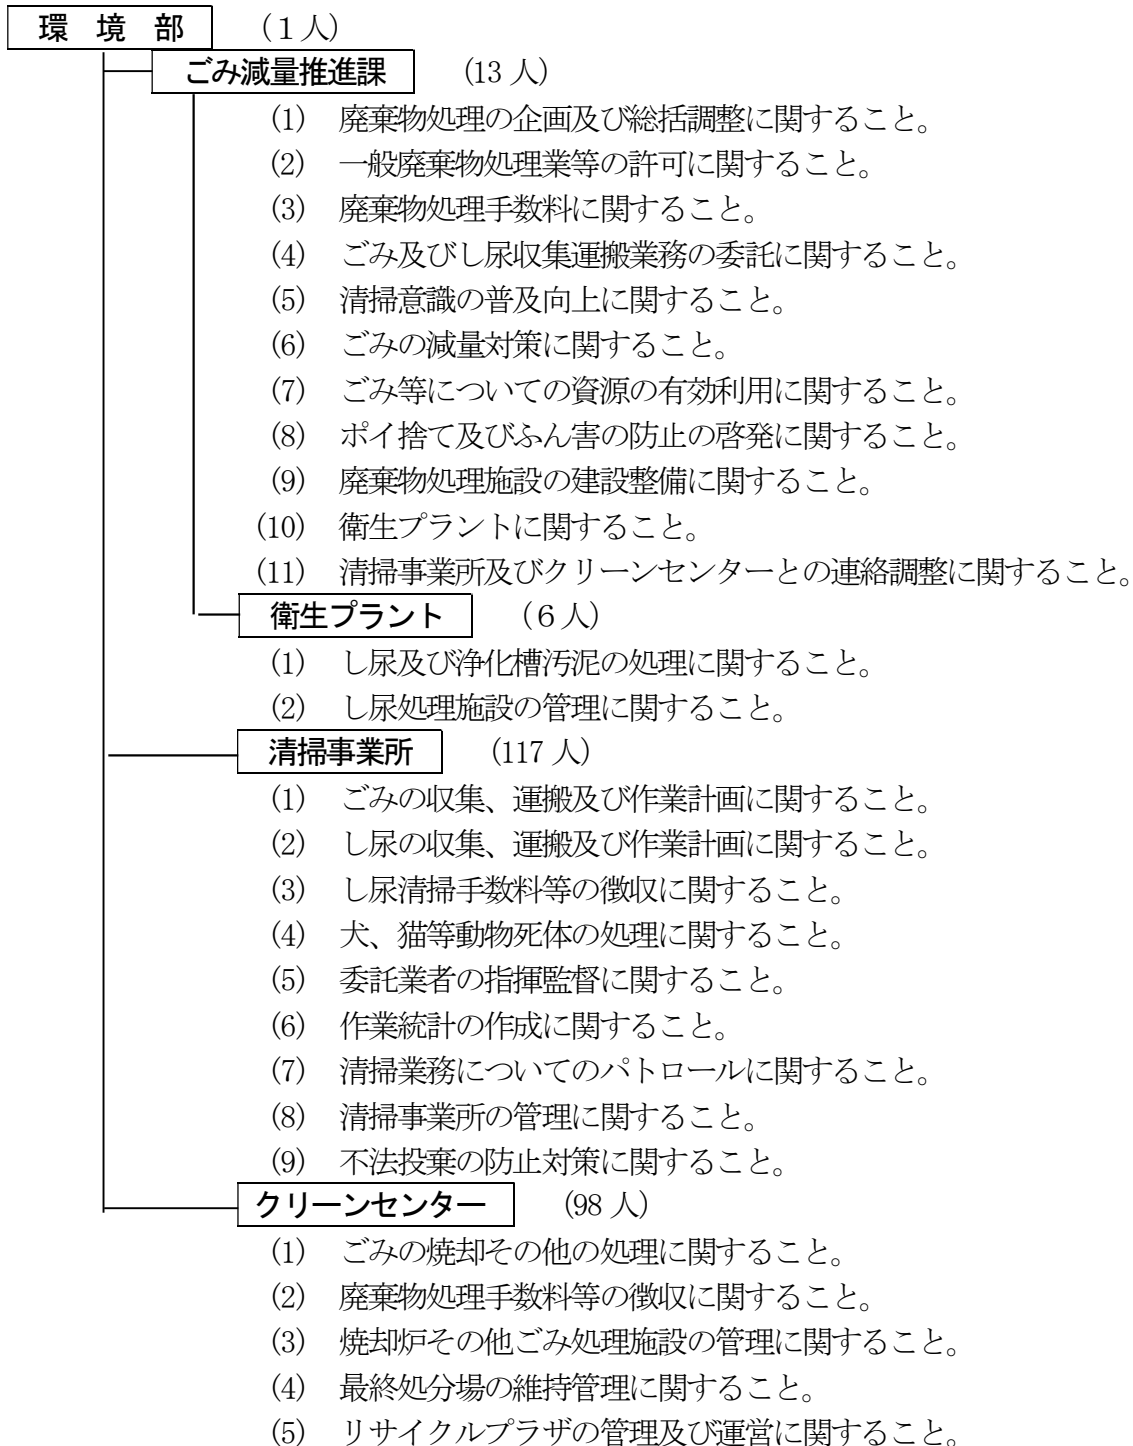 環　境　部　（１人）
ごみ減量推進課　(13 人)
(1)　廃棄物処理の企画及び総括調整に関すること。
(2)　一般廃棄物処理業等の許可に関すること。
(3)　廃棄物処理手数料に関すること。
(4)　ごみ及びし尿収集運搬業務の委託に関すること。
(5)　清掃意識の普及向上に関すること。
(6)　ごみの減量対策に関すること。
(7)　ごみ等についての資源の有効利用に関すること。
(8)　ポイ捨て及びふん害の防止の啓発に関すること。
(9)　廃棄物処理施設の建設整備に関すること。
(10)　衛生プラントに関すること。
(11)　清掃事業所及びクリーンセンターとの連絡調整に関すること。
衛生プラント　（６人）
(1)　し尿及び浄化槽汚泥の処理に関すること。
(2)　し尿処理施設の管理に関すること。
清掃事業所　(117 人)
(1)　ごみの収集、運搬及び作業計画に関すること。
(2)　し尿の収集、運搬及び作業計画に関すること。
(3)　し尿清掃手数料等の徴収に関すること。
(4)　犬、猫等動物死体の処理に関すること。
(5)　委託業者の指揮監督に関すること。
(6)　作業統計の作成に関すること。
(7)　清掃業務についてのパトロールに関すること。
(8)　清掃事業所の管理に関すること。
(9)　不法投棄の防止対策に関すること。
クリーンセンター　(98 人)
(1)　ごみの焼却その他の処理に関すること。
(2)　廃棄物処理手数料等の徴収に関すること。
(3)　焼却炉その他ごみ処理施設の管理に関すること。
(4)　最終処分場の維持管理に関すること。
(5)　リサイクルプラザの管理及び運営に関すること。